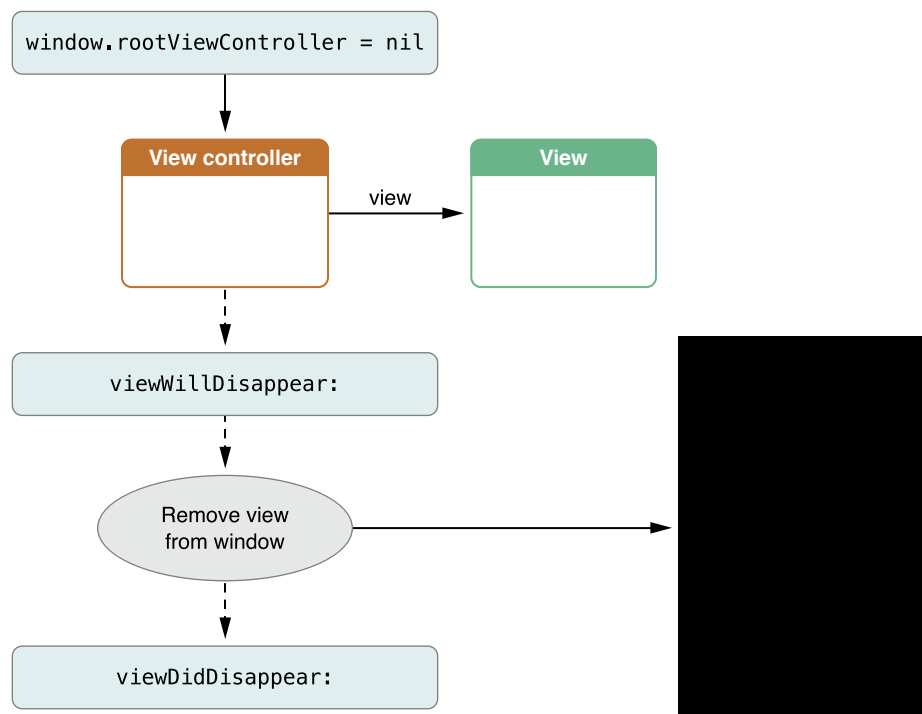 window.rootViewController = nil
View controller
View
view
viewWillDisappear:
Remove view
from window
viewDidDisappear: